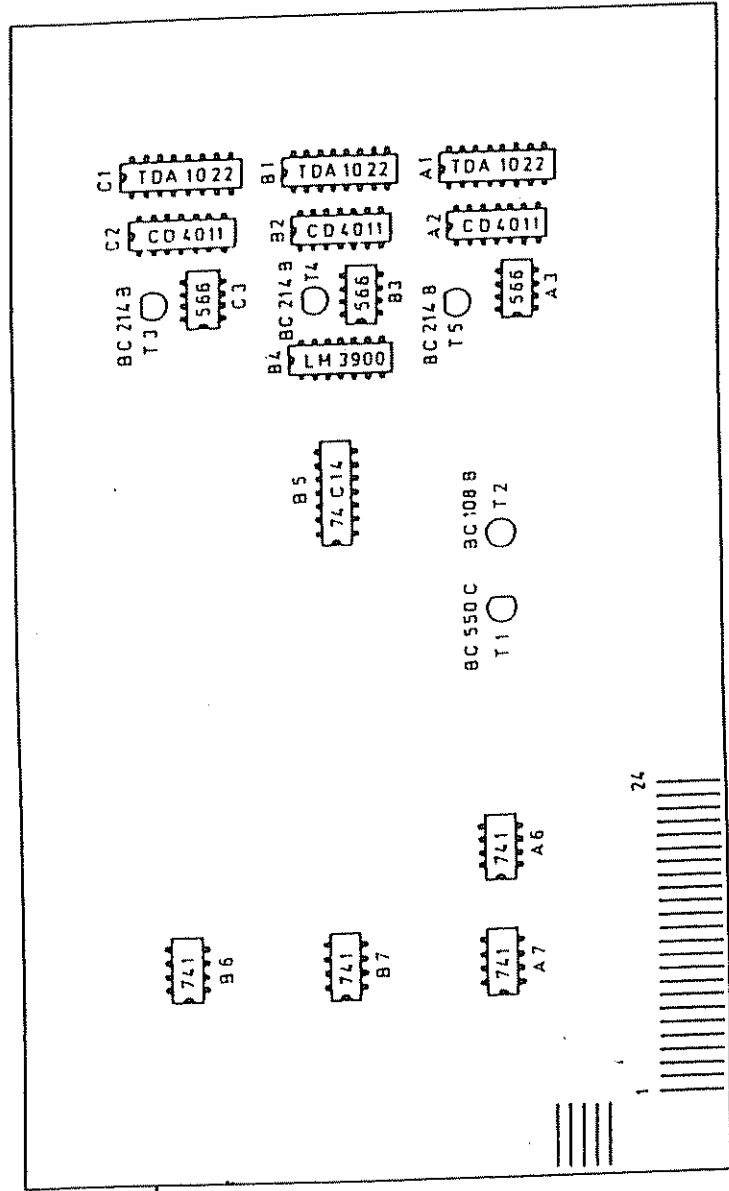 C1
TDA 1022
B1
TDA 1022
A1
TDA 1022
C2
CD 4011
B2
CD 4011
A2
CD 4011
BC 214 B
T3
566
C3
BC 214 B
T4
566
B3
BC 214 B
T5
566
A3
B4
LM 3900
B5
74 C14
BC 108 B
T2
BC 550 C
T1
24
741
A6
741
B6
741
B7
741
A7
1